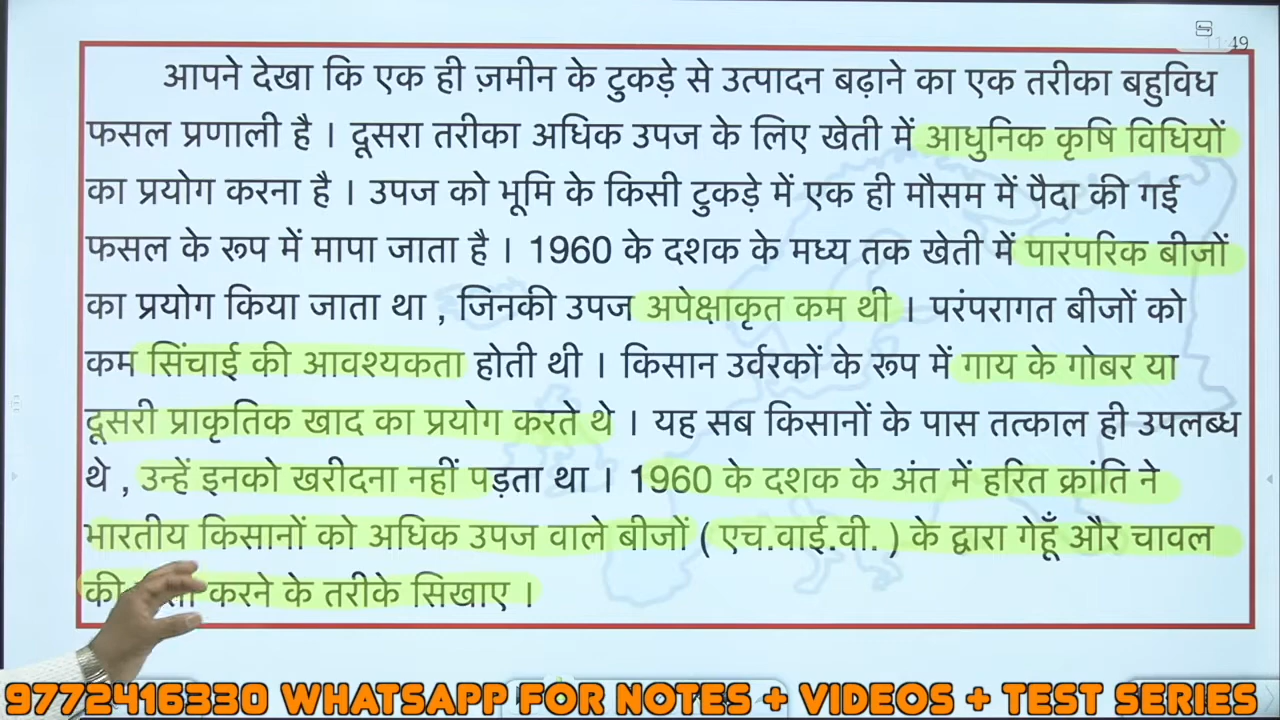 11:49
आपने देखा कि एक ही ज़मीन के टुकड़े से उत्पादन बढ़ाने का एक तरीका बहुविध
फसल प्रणाली है । दूसरा तरीका अधिक उपज के लिए खेती में आधुनिक कृषि विधियों
का प्रयोग करना है । उपज को भूमि के किसी टुकड़े में एक ही मौसम में पैदा की गई
फसल के रूप में मापा जाता है । 1960 के दशक के मध्य तक खेती में पारंपरिक बीजों
का प्रयोग किया जाता था , जिनकी उपज अपेक्षाकृत कम थी । परंपरागत बीजों को
कम सिंचाई की आवश्यकता होती थी । किसान उर्वरकों के रूप में गाय के गोबर या
दूसरी प्राकृतिक खाद का प्रयोग करते थे । यह सब किसानों के पास तत्काल ही उपलब्ध
थे , उन्हें इनको खरीदना नहीं पड़ता था । 1960 के दशक के अंत में हरित क्रांति ने
भारतीय किसानों को अधिक उपज वाले बीजों ( एच.वाई.वी. ) के द्वारा गेहूँ और चावल
की करने के तरीके सिखाए ।
9772416330 WHATSAPP FOR NOTES + VIDEOS + TEST SERIES